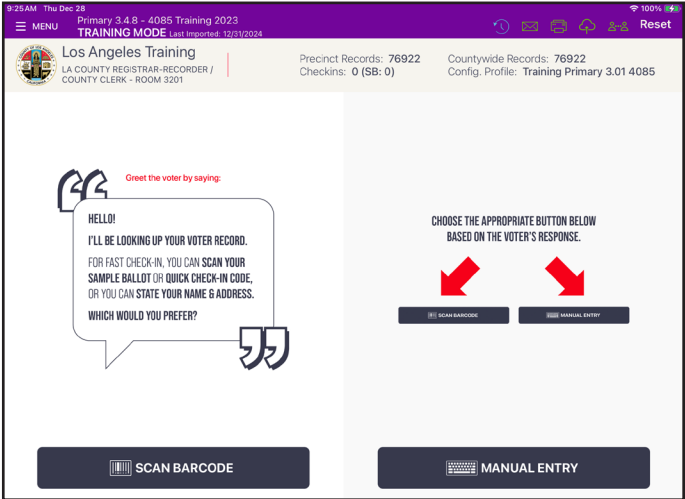 9:25AM Thu Dec 28
100%
MENU
Primary 3.4.8 - 4085 Training 2023
TRAINING MODE Last Imported: 12/31/2024
Reset
Los Angeles Training
LA COUNTY REGISTRAR-RECORDER /
COUNTY CLERK - ROOM 3201
Precinct Records: 76922
Checkins: 0 (SB: 0)
Countywide Records: 76922
Config. Profile: Training Primary 3.01 4085
Greet the voter by saying:
HELLO!
I'LL BE LOOKING UP YOUR VOTER RECORD.
FOR FAST CHECK-IN, YOU CAN SCAN YOUR
SAMPLE BALLOT OR QUICK CHECK-IN CODE,
OR YOU CAN STATE YOUR NAME & ADDRESS.
WHICH WOULD YOU PREFER?
CHOOSE THE APPROPRIATE BUTTON BELOW
BASED ON THE VOTER'S RESPONSE.
SCAN BARCODE
MANUAL ENTRY
SCAN BARCODE
MANUAL ENTRY